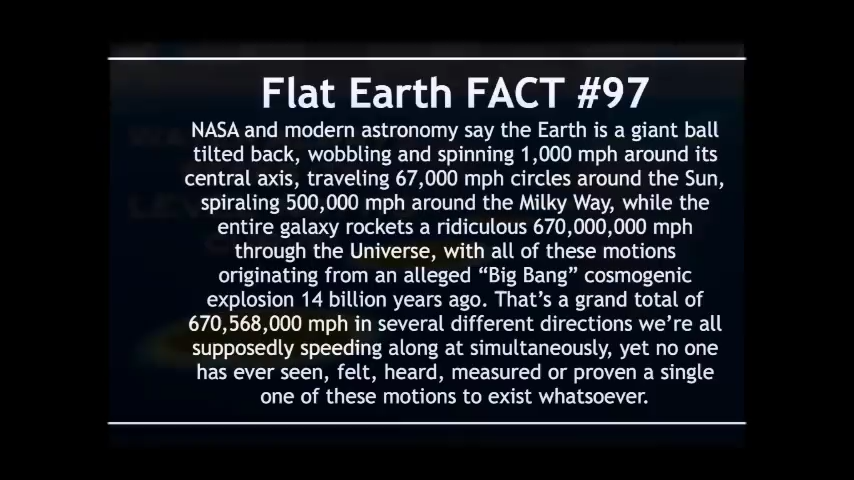 Flat Earth FACT #97
NASA and modern astronomy say the Earth is a giant ball
tilted back, wobbling and spinning 1,000 mph around its
central axis, traveling 67,000 mph circles around the Sun,
spiraling 500,000 mph around the Milky Way, while the
entire galaxy rockets a ridiculous 670,000,000 mph
through the Universe, with all of these motions
originating from an alleged “Big Bang” cosmogenic
explosion 14 billion years ago. That’s a grand total of
670,568,000 mph in several different directions we’re all
supposedly speeding along at simultaneously, yet no one
has ever seen, felt, heard, measured or proven a single
one of these motions to exist whatsoever.